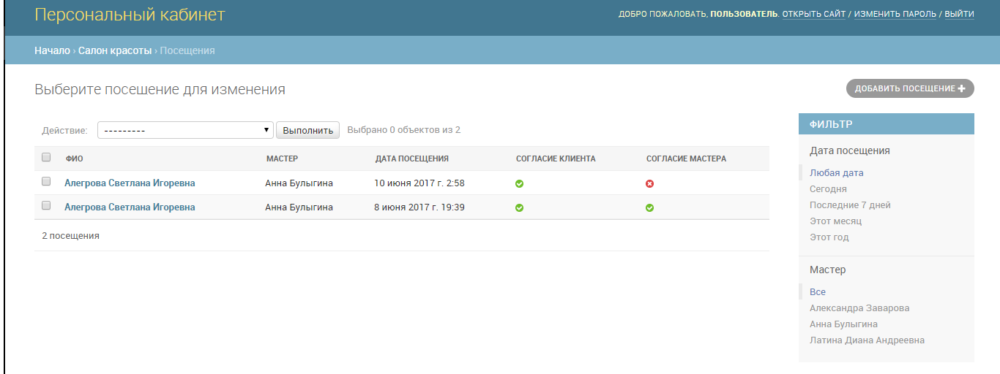 Персональный кабинет
ДОБРО ПОЖАЛОВАТЬ, ПОЛЬЗОВАТЕЛЬ. ОТКРЫТЬ САЙТ / ИЗМЕНИТЬ ПАРОЛЬ / ВЫЙТИ
Начало › Салон красоты › Посещения
Выберите посешение для изменения
ДОБАВИТЬ ПОСЕШЕНИЕ +
Действие: --------- Выполнить Выбрано 0 объектов из 2
ФИО МАСТЕР ДАТА ПОСЕЩЕНИЯ СОГЛАСИЕ КЛИЕНТА СОГЛАСИЕ МАСТЕРА
Алегрова Светлана Игоревна Анна Булыгина 10 июня 2017 г. 2:58
Алегрова Светлана Игоревна Анна Булыгина 8 июня 2017 г. 19:39
2 посещения
ФИЛЬТР
Дата посещения
Любая дата
Сегодня
Последние 7 дней
Этот месяц
Этот год
Мастер
Все
Александра Заварова
Анна Булыгина
Латина Диана Андреевна